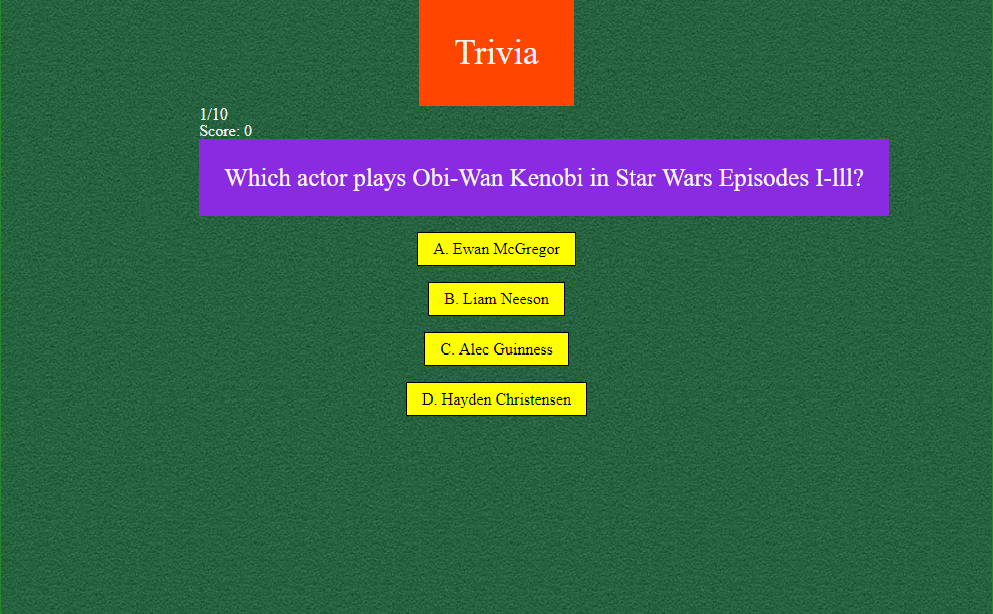 Trivia
1/10
Score: 0
Which actor plays Obi-Wan Kenobi in Star Wars Episodes I-lll?
A. Ewan McGregor
B. Liam Neeson
C. Alec Guinness
D. Hayden Christensen